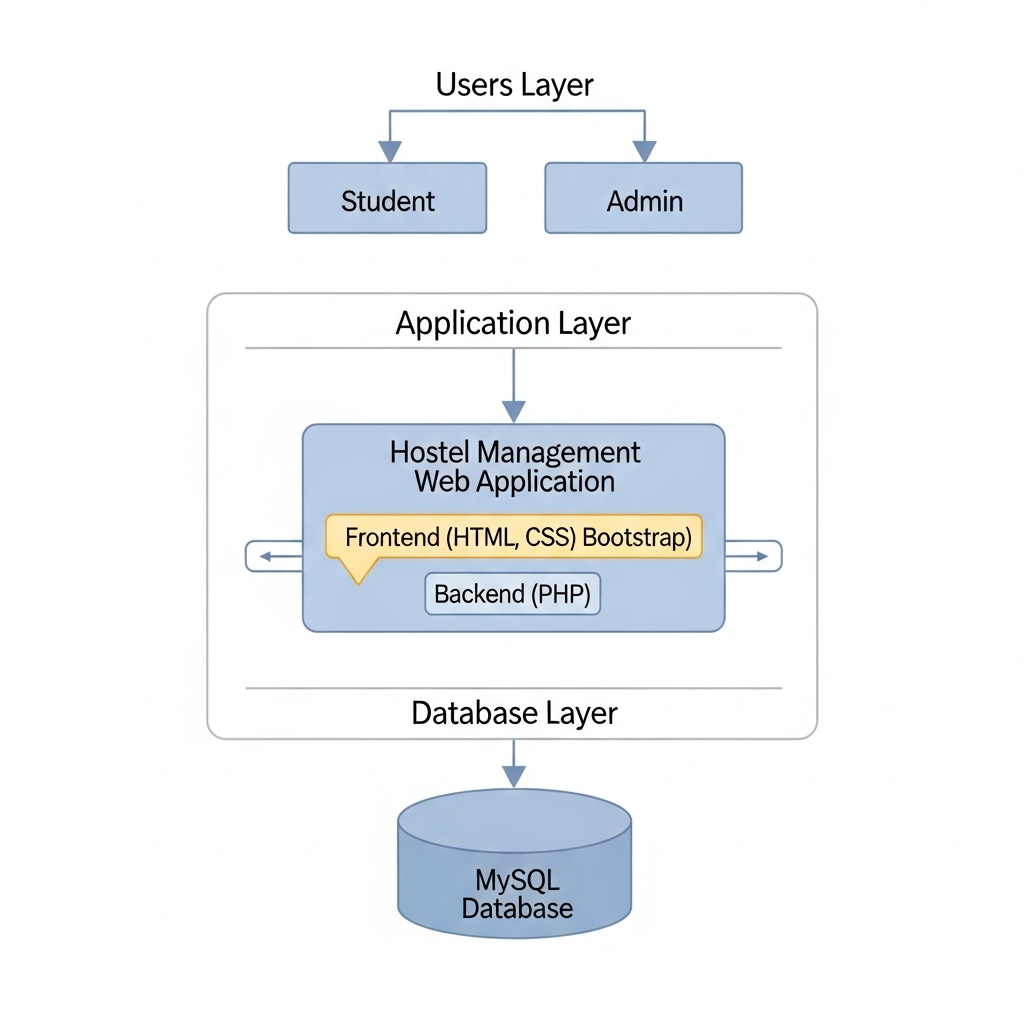 Users Layer
Student
Admin
Application Layer
Hostel Management
Web Application
Frontend (HTML, CSS) Bootstrap)
Backend (PHP)
Database Layer
MySQL
Database